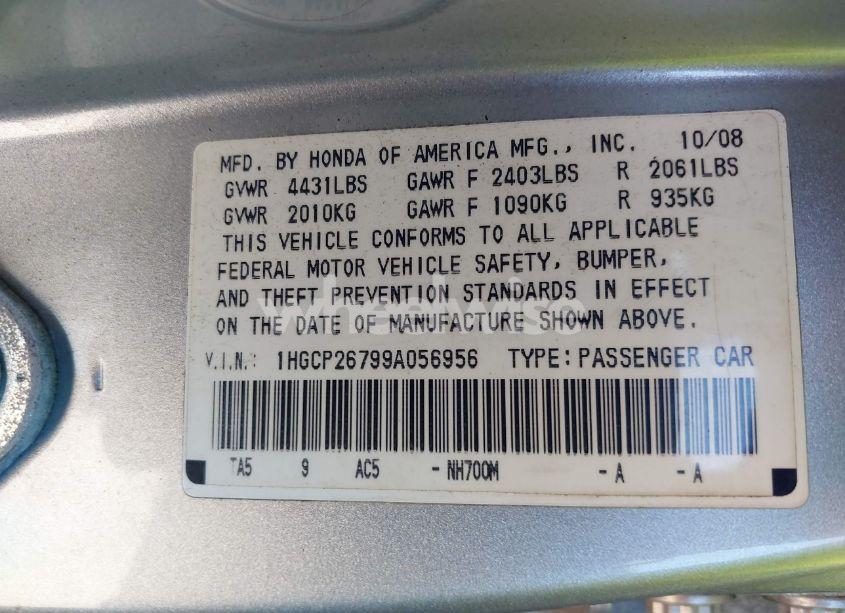 MFD. BY HONDA OF AMERICA MFG., INC. 10/08
GVWR 4431LBS GAWR F 2403LBS R 2061LBS
GVWR 2010KG GAWR F 1090KG R 935KG
THIS VEHICLE CONFORMS TO ALL APPLICABLE
FEDERAL MOTOR VEHICLE SAFETY, BUMPER,
AND THEFT PREVENTION STANDARDS IN EFFECT
ON THE DATE OF MANUFACTURE SHOWN ABOVE.
wheelwise
V.I.N.: 1HGCP26799A056956 TYPE: PASSENGER CAR
TA5 9 AC5 - NH700M - A - A